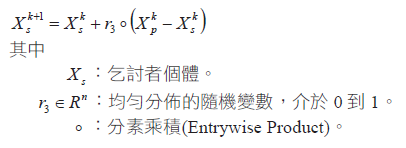 X_s^{k+1} = X_s^k + r_3 ∘ (X_p^k − X_s^k)
其中
X_s：乞討者個體。
r_3 ∈ R^n：均勻分佈的隨機變數，介於 0 到 1。
∘：分素乘積(Entrywise Product)。